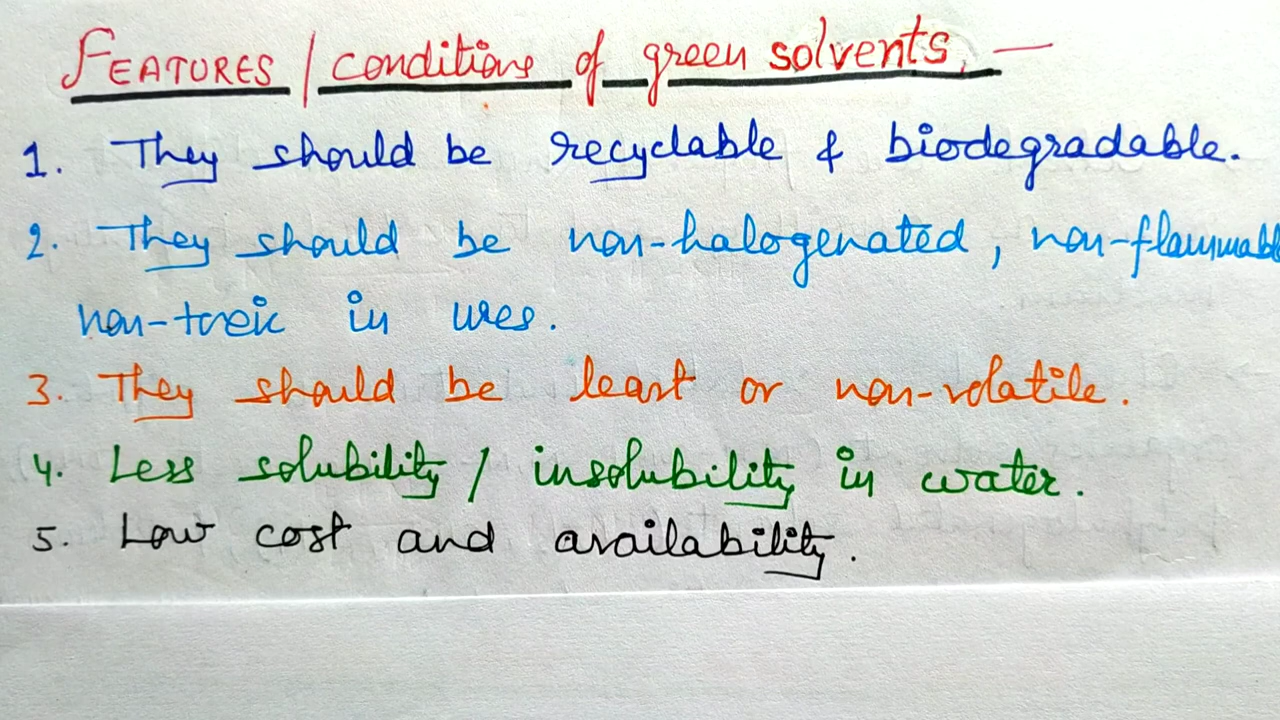 FEATURES / conditions of green solvents, —
1. They should be recyclable & biodegradable.
2. They should be non-halogenated, non-flammabl
non-toxic in uses.
3. They should be least or non-volatile.
4. Less solubility / insolubility in water.
5. Low cost and availability.